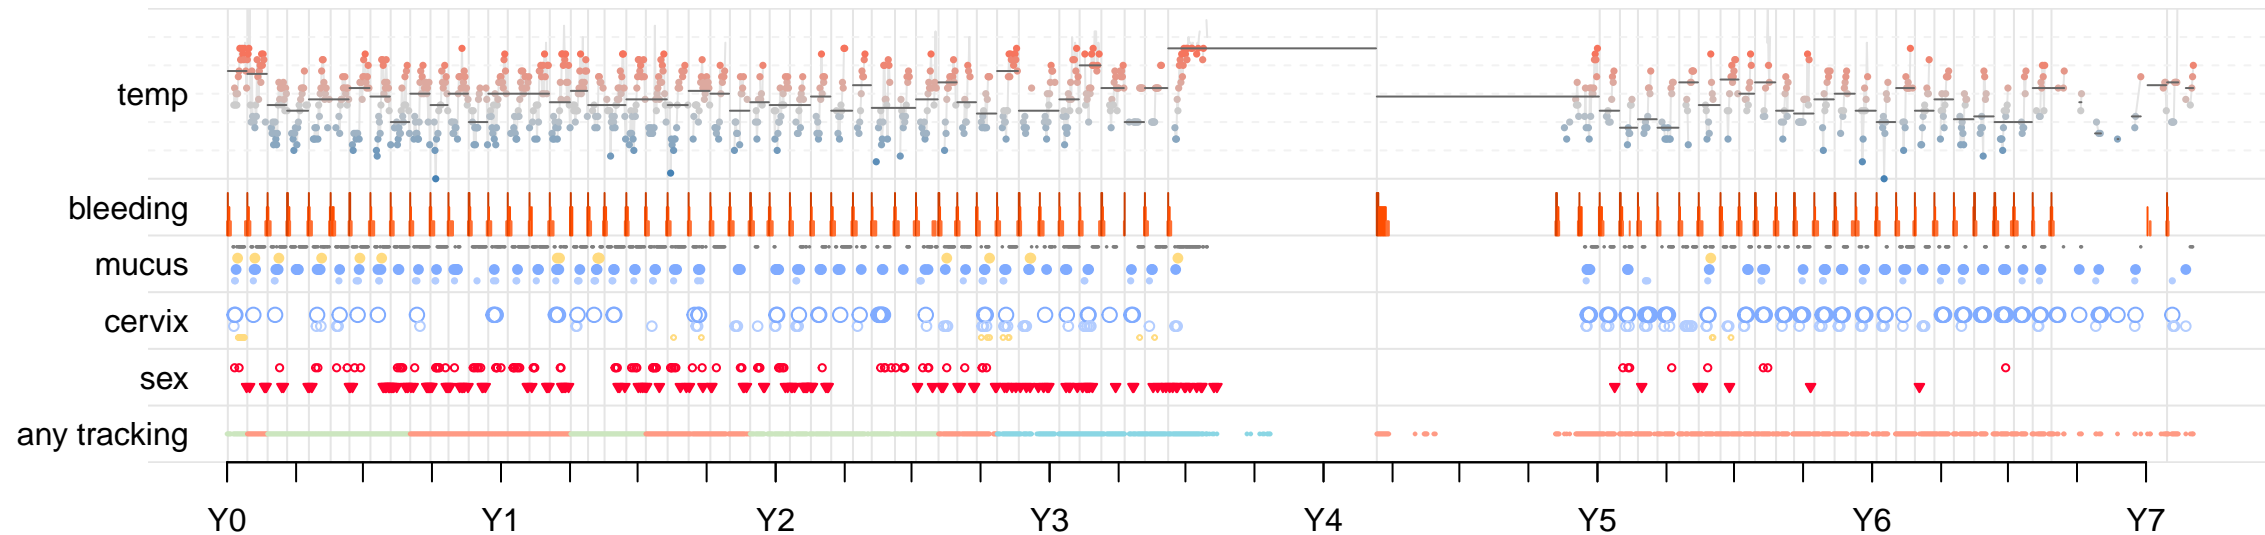 temp
bleeding
mucus
cervix
sex
any tracking
Y0 Y1 Y2 Y3 Y4 Y5 Y6 Y7